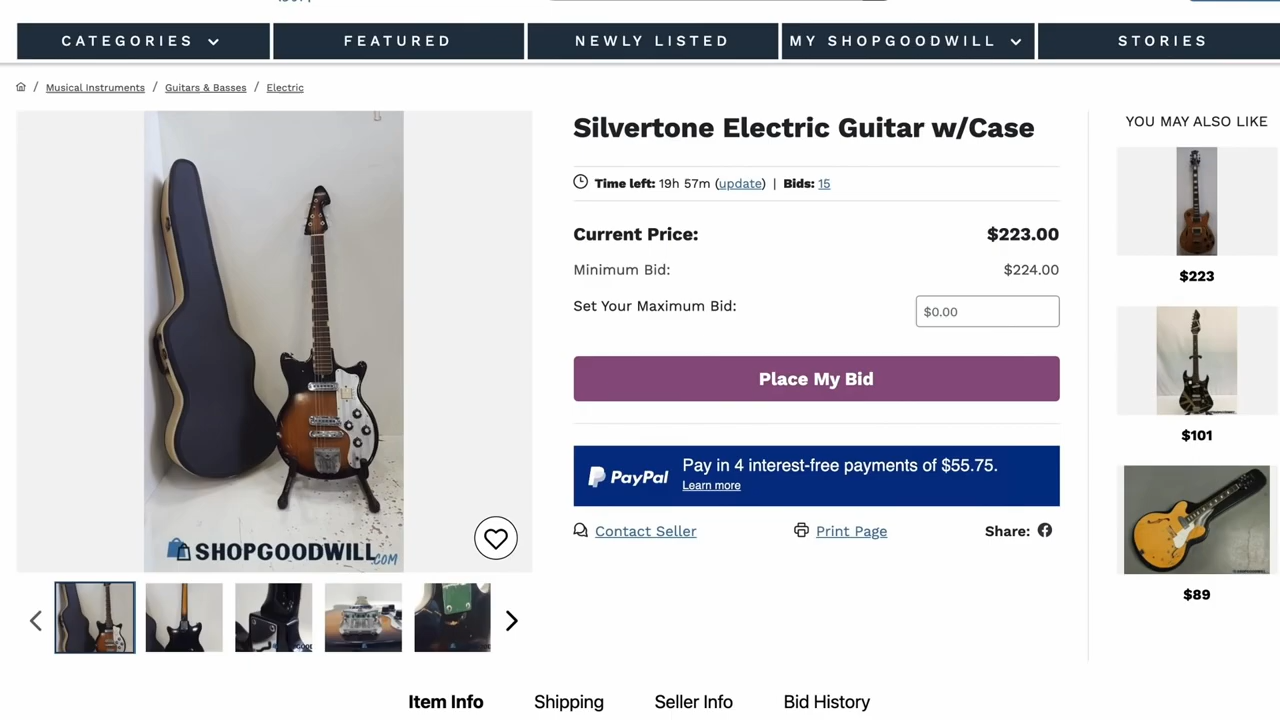 CATEGORIES
FEATURED
NEWLY LISTED
MY SHOPGOODWILL
STORIES
/ Musical Instruments / Guitars & Basses / Electric
Silvertone Electric Guitar w/Case
Time left: 19h 57m (update) | Bids: 15
Current Price: $223.00
Minimum Bid: $224.00
Set Your Maximum Bid: $0.00
Place My Bid
PayPal
Pay in 4 interest-free payments of $55.75.
Learn more
Contact Seller
Print Page
Share:
SHOPGOODWILL.COM
YOU MAY ALSO LIKE
$223
$101
$89
Item Info
Shipping
Seller Info
Bid History